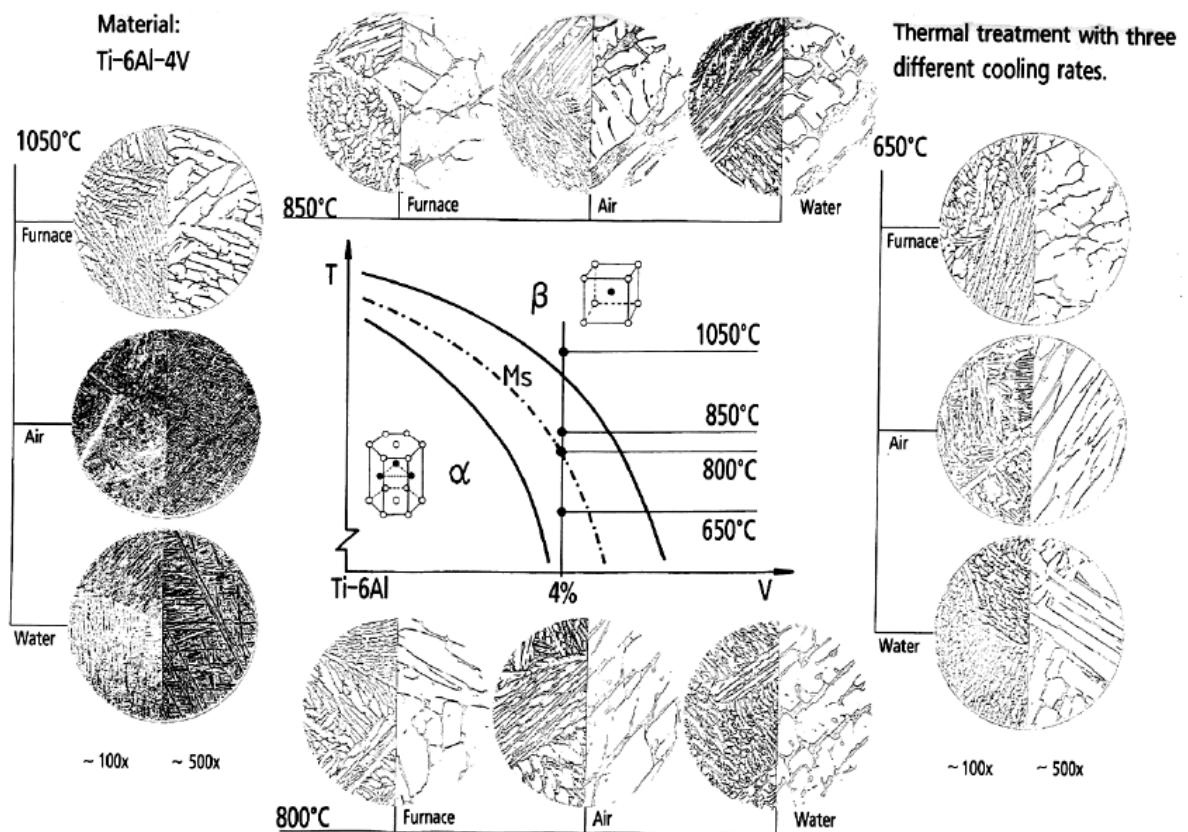 Material:
Ti-6Al-4V
Thermal treatment with three
different cooling rates.
1050°C
Furnace
Air
Water
~ 100x ~ 500x
850°C
Furnace
Air
Water
650°C
Furnace
Air
Water
~ 100x ~ 500x
T
β
Ms
α
1050°C
850°C
800°C
650°C
Ti-6Al
4%
V
800°C
Furnace
Air
Water